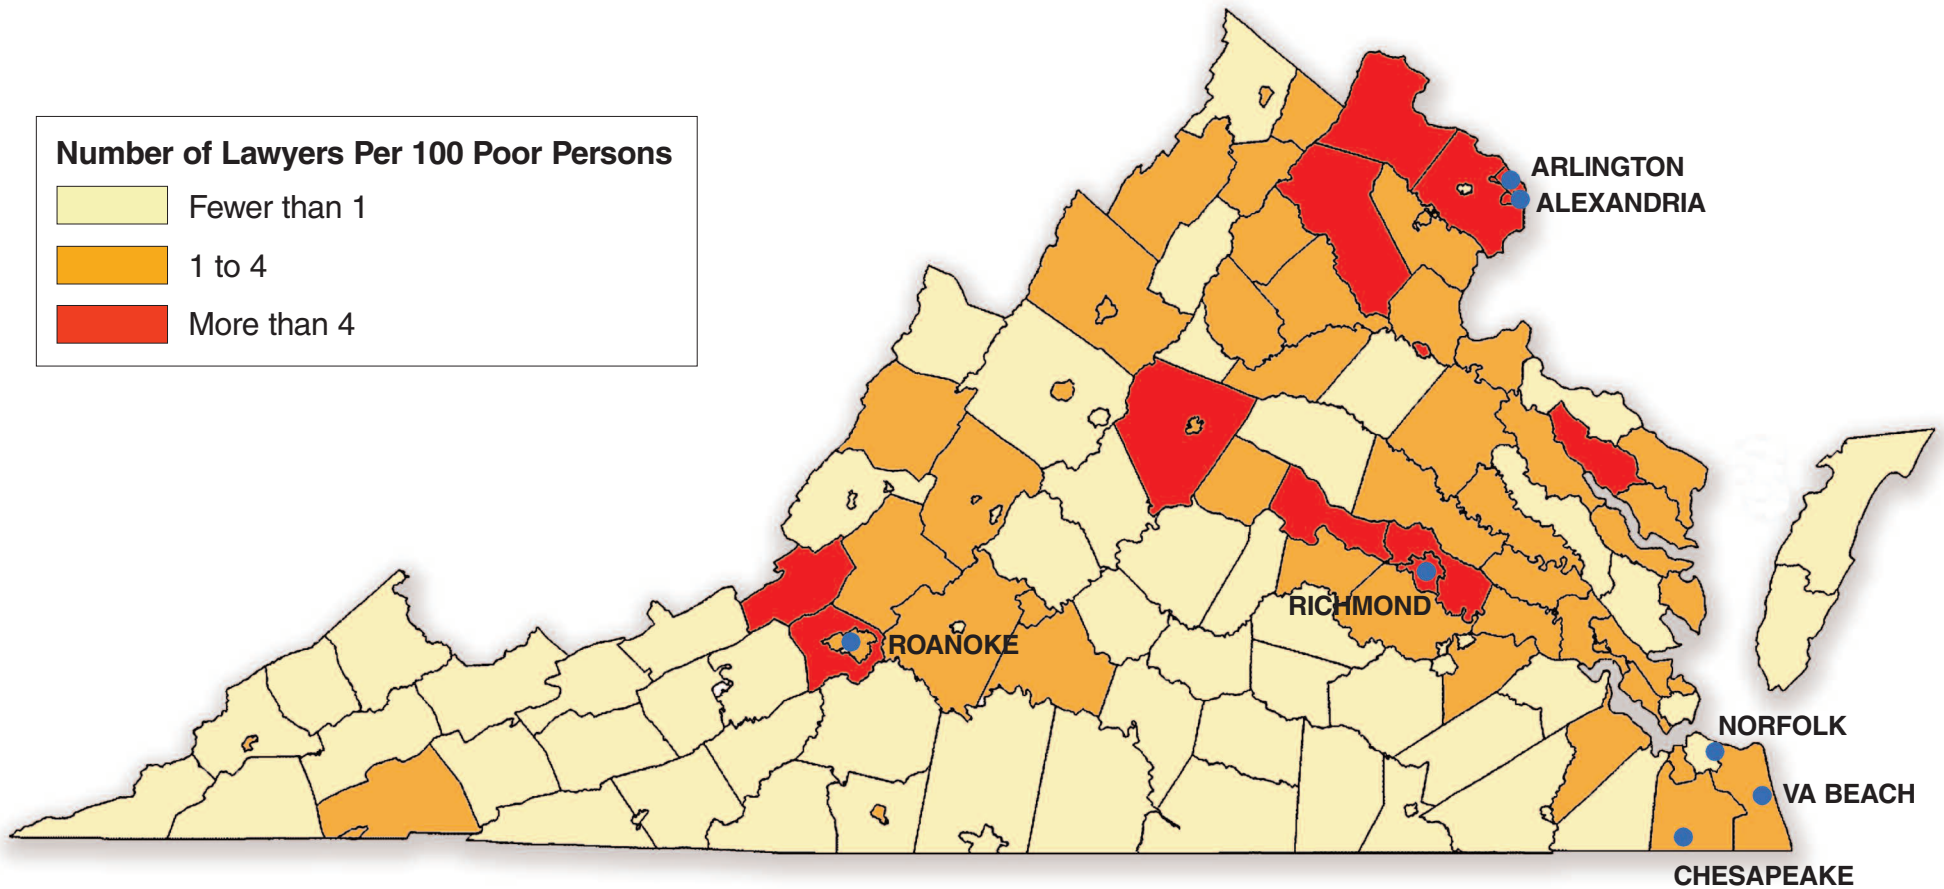 Number of Lawyers Per 100 Poor Persons
Fewer than 1
1 to 4
More than 4
ARLINGTON
ALEXANDRIA
RICHMOND
ROANOKE
NORFOLK
VA BEACH
CHESAPEAKE